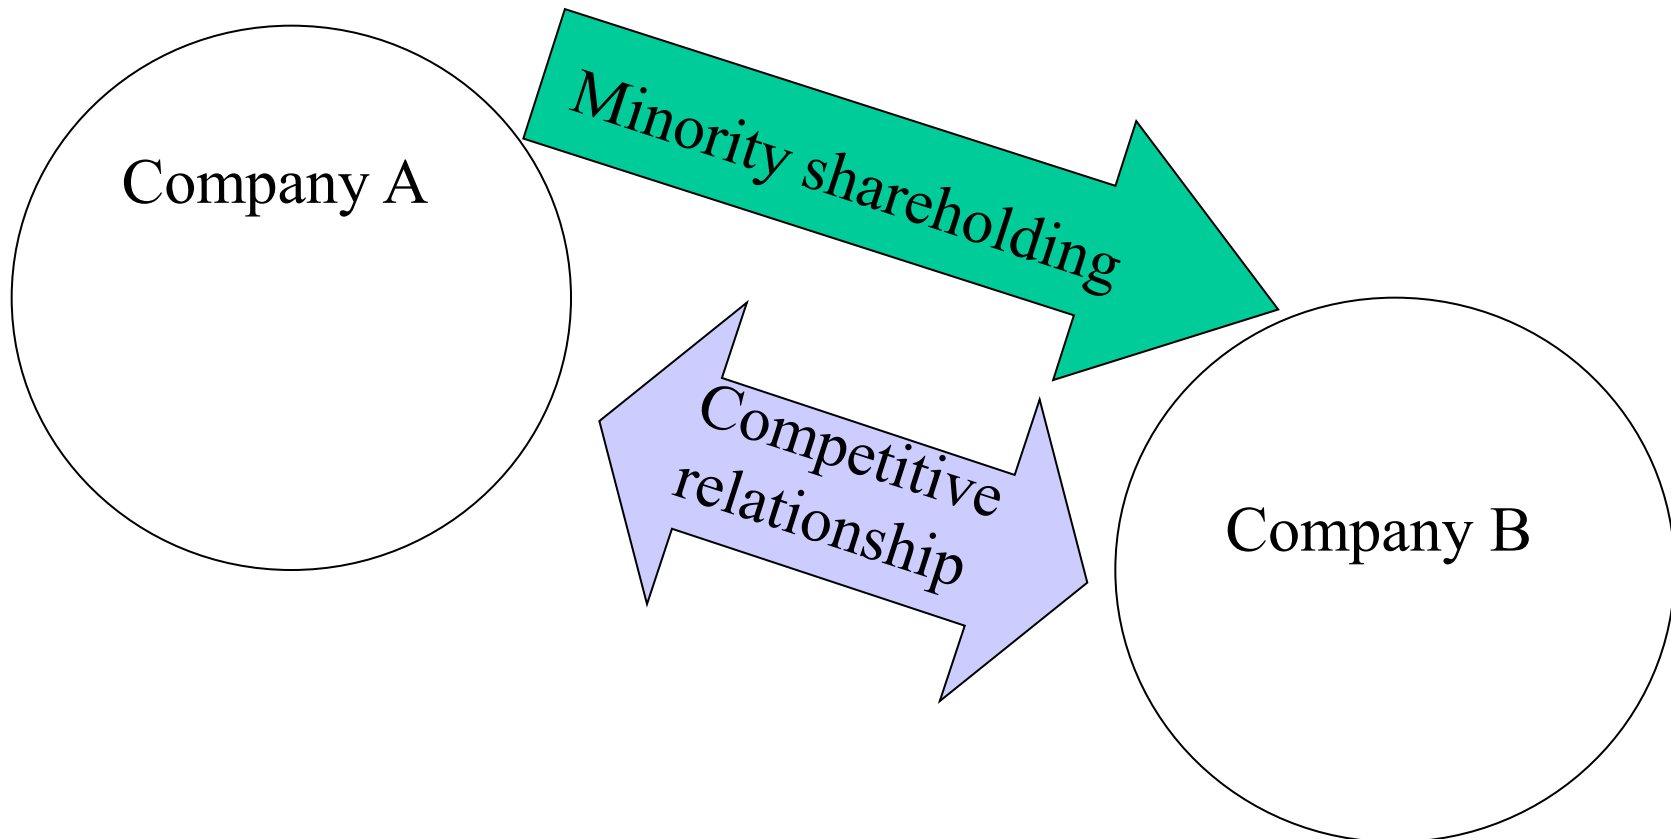 Company A
Minority shareholding
Competitive
relationship
Company B